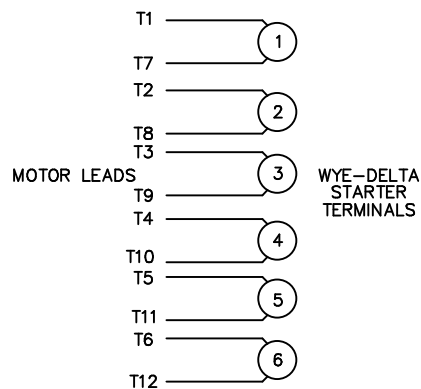 T1
1
T7
T2
2
T8
T3
MOTOR LEADS
3
WYE-DELTA
STARTER
TERMINALS
T9
T4
4
T10
T5
5
T11
T6
6
T12